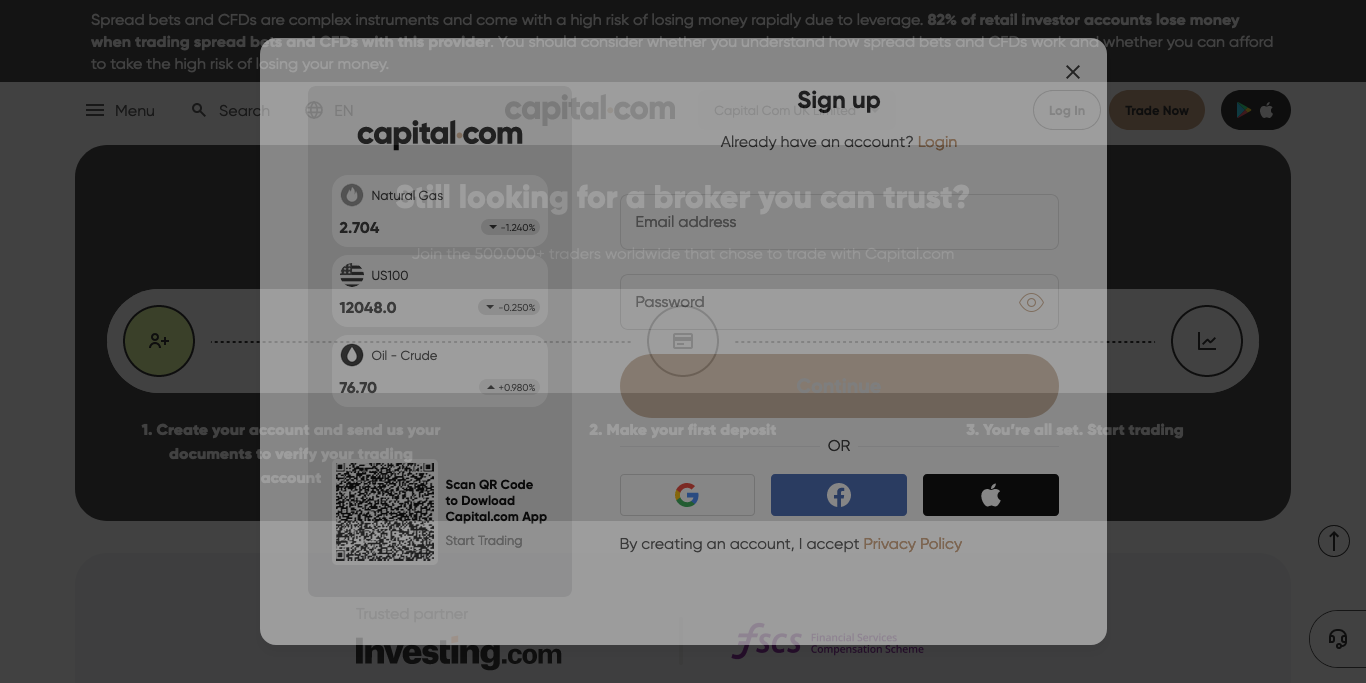 Spread bets and CFDs are complex instruments and come with a high risk of losing money rapidly due to leverage. 82% of retail investor accounts lose money
when trading spread bets and CFDs with this provider. You should consider whether you understand how spread bets and CFDs work and whether you can afford
to take the high risk of losing your money.
Menu
Search
EN
capital.com
Capital Com UK Limited
Log In
Trade Now
Sign up
Already have an account? Login
capital.com
Still looking for a broker you can trust?
Join the 500.000+ traders worldwide that chose to trade with Capital.com
Natural Gas
2.704
-1.240%
US100
12048.0
-0.250%
Oil - Crude
76.70
+0.980%
Email address
Password
Continue
1. Create your account and send us your
documents to verify your trading
account
2. Make your first deposit
3. You're all set. Start trading
OR
Scan QR Code
to Dowload
Capital.com App
Start Trading
By creating an account, I accept Privacy Policy
Trusted partner
Investing.com
fscs
Financial Services
Compensation Scheme